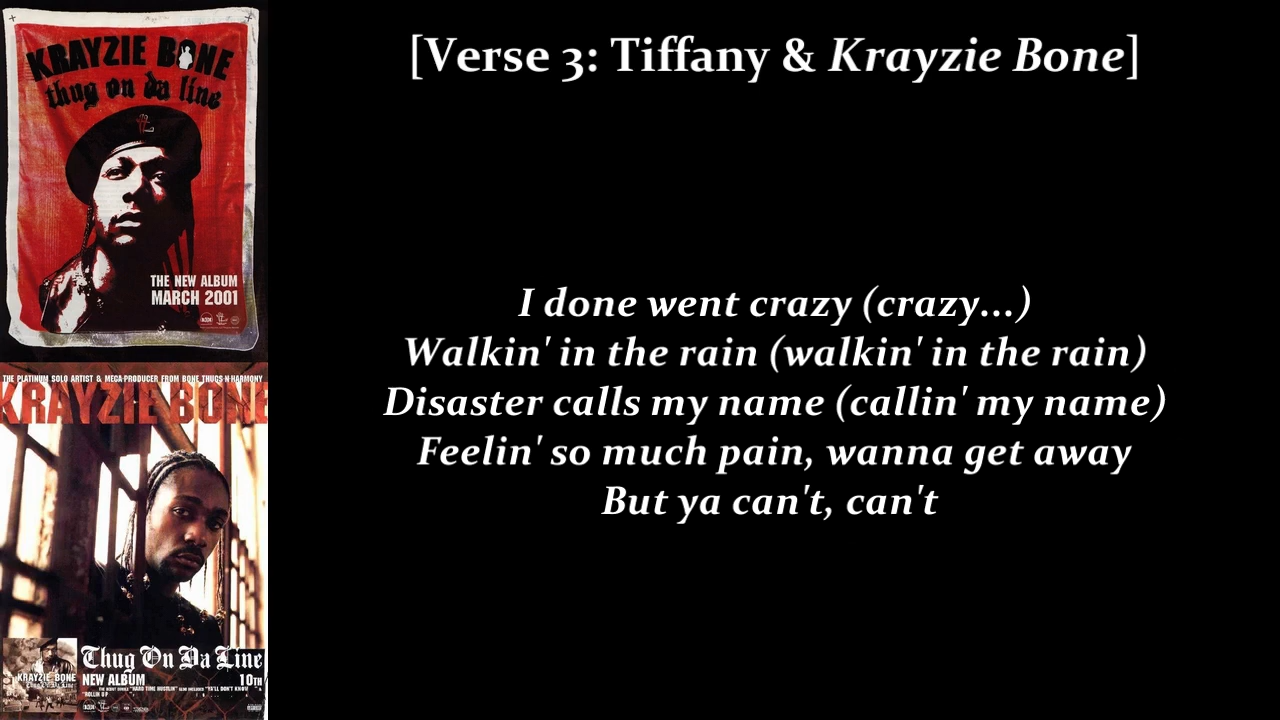 KRAYZIE BONE
thug on da line
THE NEW ALBUM
MARCH 2001
THE PLATINUM SOLO ARTIST & MEGA-PRODUCER FROM BONE THUGS-N-HARMONY
KRAYZIE BONE
KRAYZIE BONE
Thug On Da Line
NEW ALBUM
10TH
[Verse 3: Tiffany & Krayzie Bone]
I done went crazy (crazy...)
Walkin' in the rain (walkin' in the rain)
Disaster calls my name (callin' my name)
Feelin' so much pain, wanna get away
But ya can't, can't